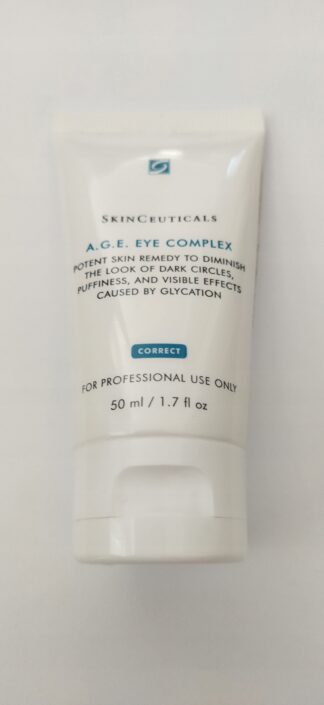 SKINCEUTICALS
A.G.E. EYE COMPLEX
POTENT SKIN REMEDY TO DIMINISH
THE LOOK OF DARK CIRCLES,
PUFFINESS, AND VISIBLE EFFECTS
CAUSED BY GLYCATION
CORRECT
FOR PROFESSIONAL USE ONLY
50 ml / 1.7 fl oz